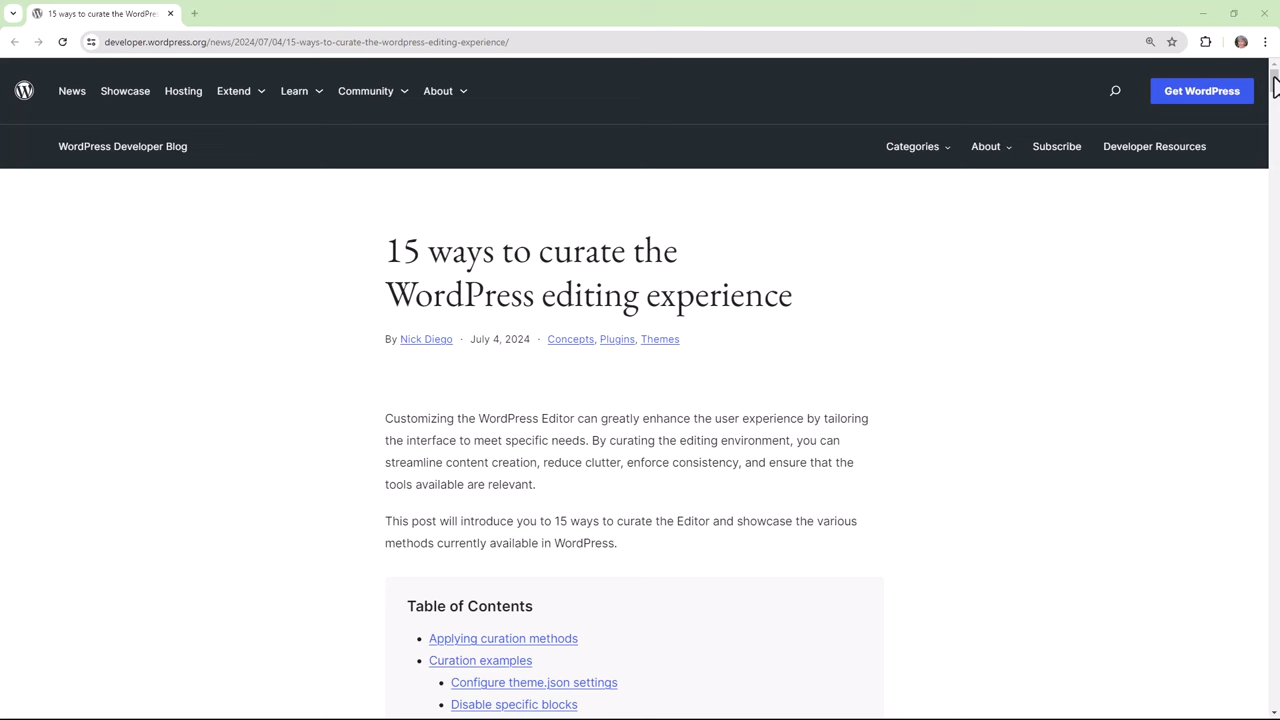 15 ways to curate the WordPres
developer.wordpress.org/news/2024/07/04/15-ways-to-curate-the-wordpress-editing-experience/
News Showcase Hosting Extend Learn Community About Get WordPress
WordPress Developer Blog Categories About Subscribe Developer Resources
15 ways to curate the
WordPress editing experience
By Nick Diego · July 4, 2024 · Concepts, Plugins, Themes
Customizing the WordPress Editor can greatly enhance the user experience by tailoring
the interface to meet specific needs. By curating the editing environment, you can
streamline content creation, reduce clutter, enforce consistency, and ensure that the
tools available are relevant.
This post will introduce you to 15 ways to curate the Editor and showcase the various
methods currently available in WordPress.
Table of Contents
• Applying curation methods
• Curation examples
• Configure theme.json settings
• Disable specific blocks